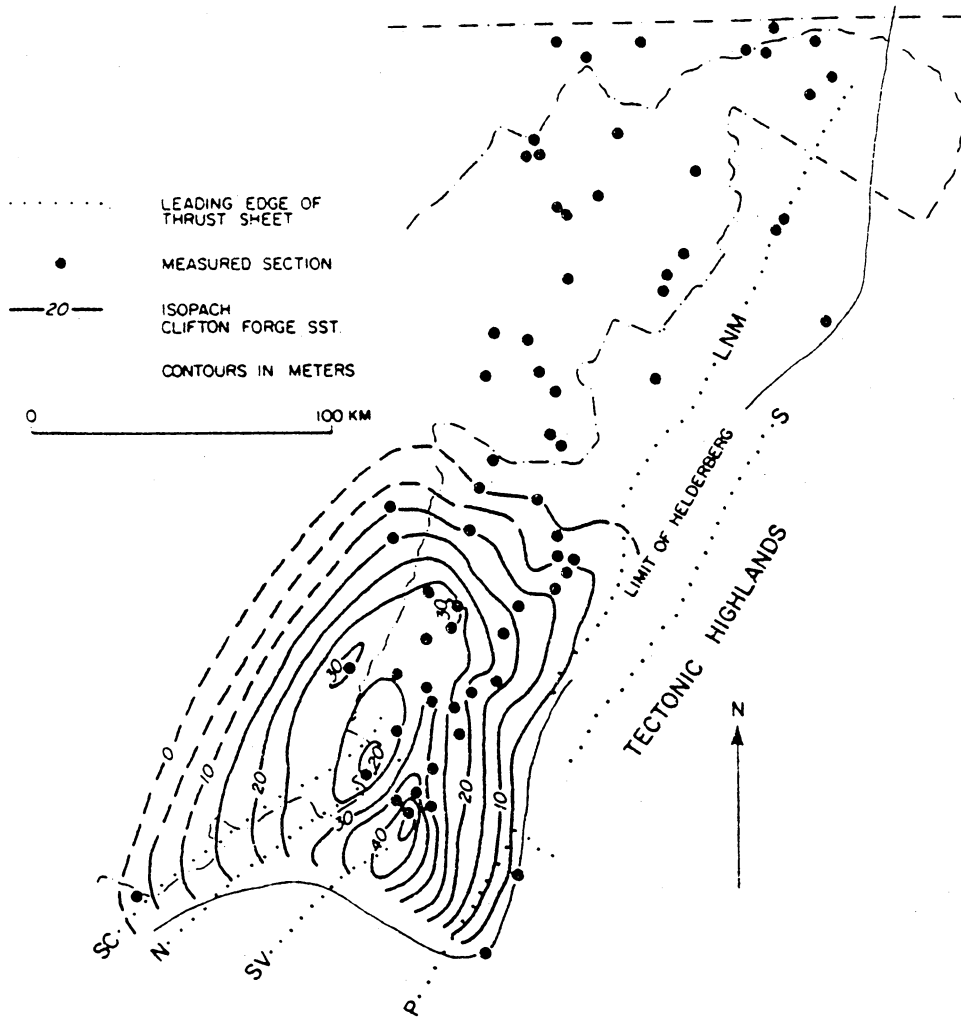 LEADING EDGE OF
THRUST SHEET
MEASURED SECTION
20
ISOPACH
CLIFTON FORGE SST.
CONTOURS IN METERS
0
100 KM
LNM
S
LIMIT OF HELDERBERG
TECTONIC HIGHLANDS
N
30
30
20
0
10
20
30
40
20
10
SC
N
SV
P